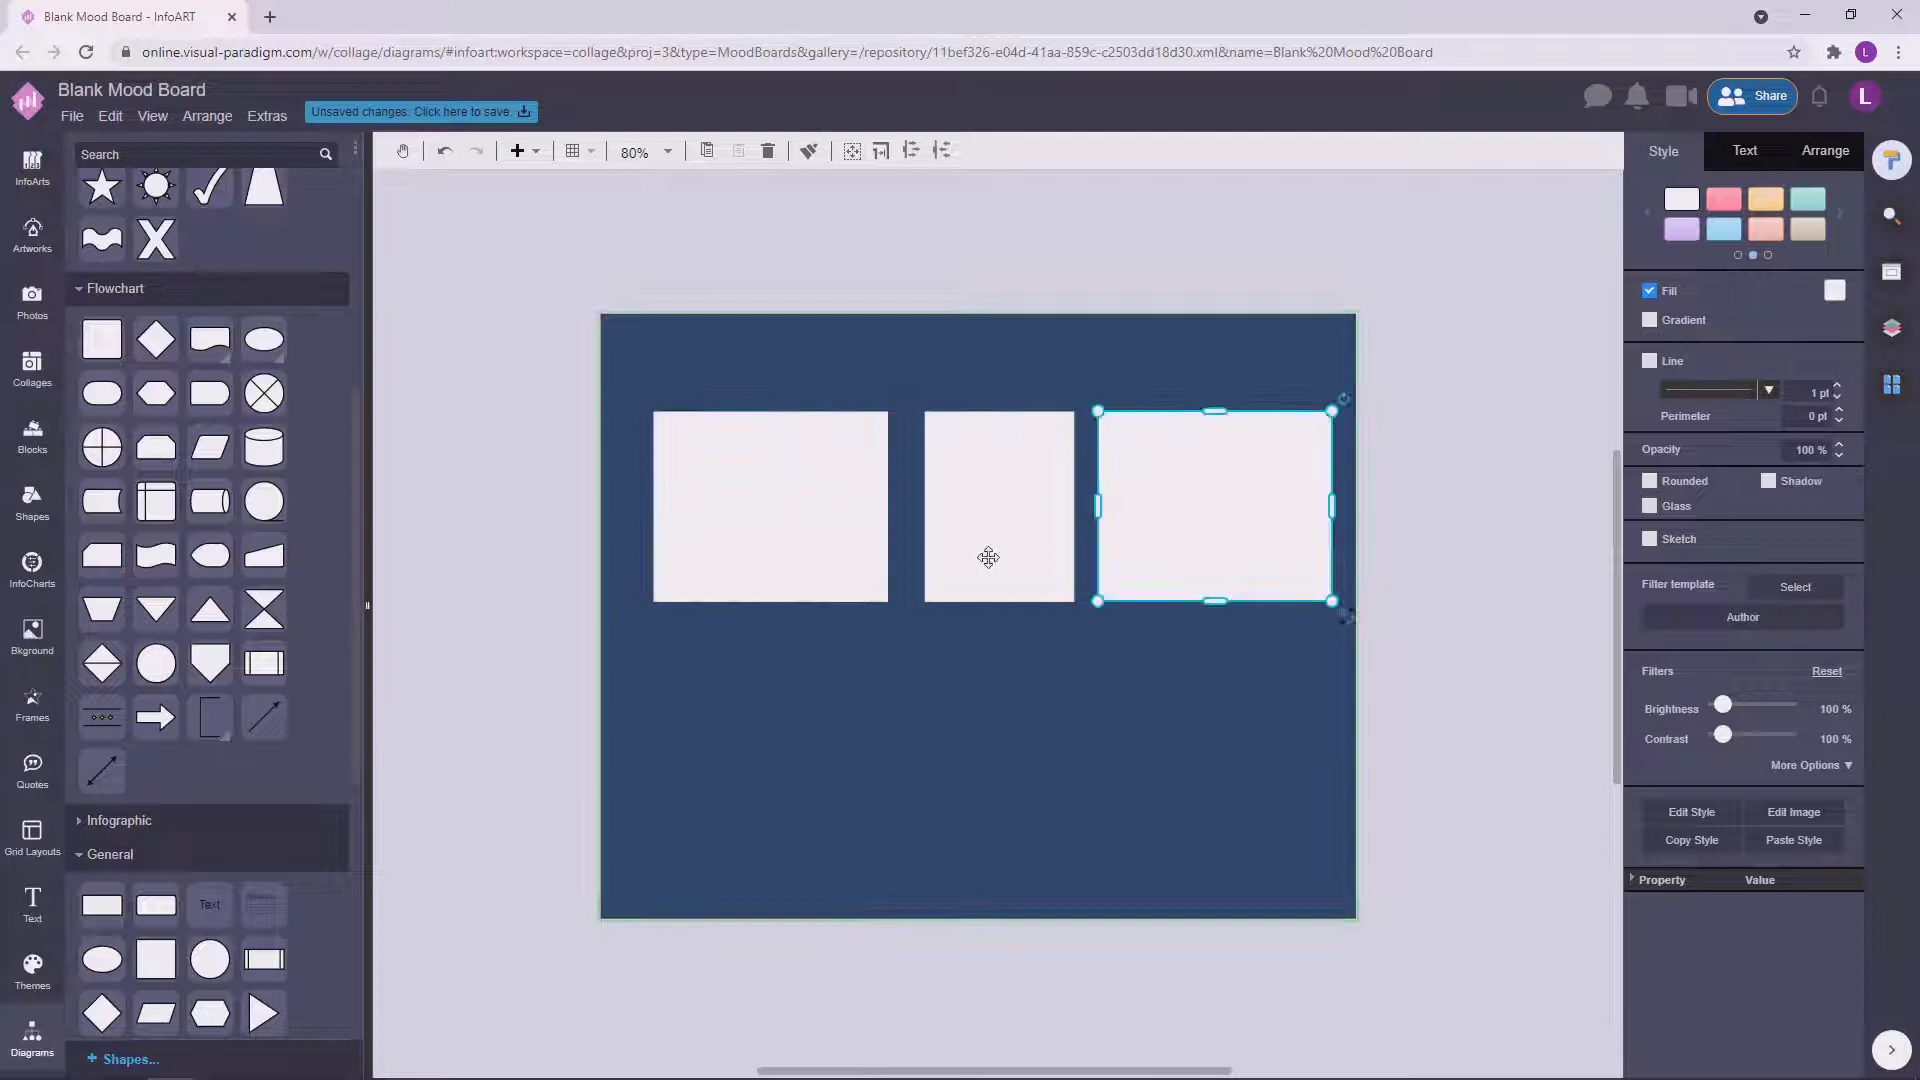 Blank Mood Board - InfoART
online.visual-paradigm.com/w/collage/diagrams/#infoart:workspace=collage&proj=3&type=MoodBoards&gallery=/repository/11bef326-e04d-41aa-859c-c2503dd18d30.xml&name=Blank%20Mood%20Board
L
Blank Mood Board
File Edit View Arrange Extras
Unsaved changes. Click here to save.
Share
L
InfoArts
Artworks
Photos
Collages
Blocks
Shapes
InfoCharts
Bkground
Frames
Quotes
Grid Layouts
T
Text
Themes
Diagrams
Search
Flowchart
Infographic
General
Text
+ Shapes...
80%
Style Text Arrange
Fill
Gradient
Line
1 pt
Perimeter 0 pt
Opacity 100 %
Rounded Shadow
Glass
Sketch
Filter template Select
Author
Filters Reset
Brightness 100 %
Contrast 100 %
More Options
Edit Style Edit Image
Copy Style Paste Style
Property Value